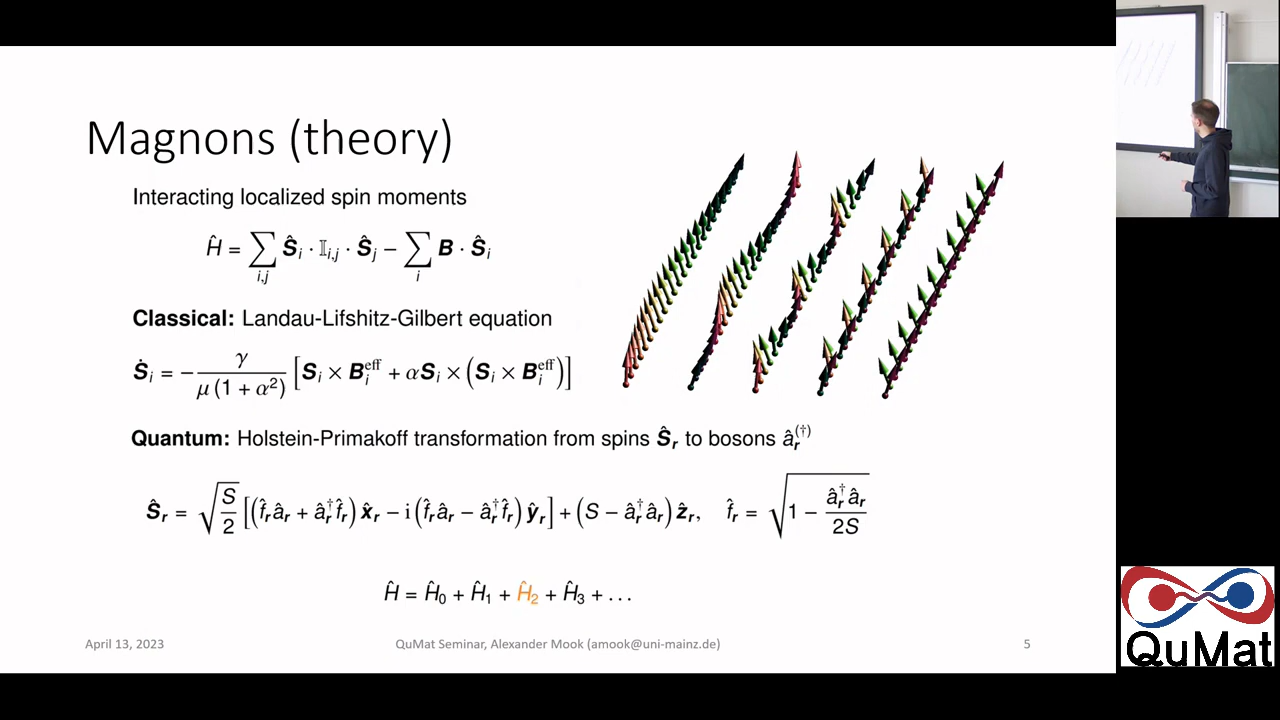 Magnons (theory)
Interacting localized spin moments
Ĥ = ∑_{i,j} Ŝ_i · 𝕀_{i,j} · Ŝ_j − ∑_i B · Ŝ_i
Classical: Landau-Lifshitz-Gilbert equation
Ṡ_i = − γ / (μ (1 + α²)) [S_i × B_i^eff + αS_i × (S_i × B_i^eff)]
Quantum: Holstein-Primakoff transformation from spins Ŝ_r to bosons â_r^(†)
Ŝ_r = √(S/2) [(f̂_r â_r + â_r^† f̂_r) x̂_r − i (f̂_r â_r − â_r^† f̂_r) ŷ_r] + (S − â_r^† â_r) ẑ_r, f̂_r = √(1 − â_r^† â_r / 2S)
Ĥ = Ĥ_0 + Ĥ_1 + Ĥ_2 + Ĥ_3 + . . .
April 13, 2023 QuMat Seminar, Alexander Mook (amook@uni-mainz.de) 5
QuMat